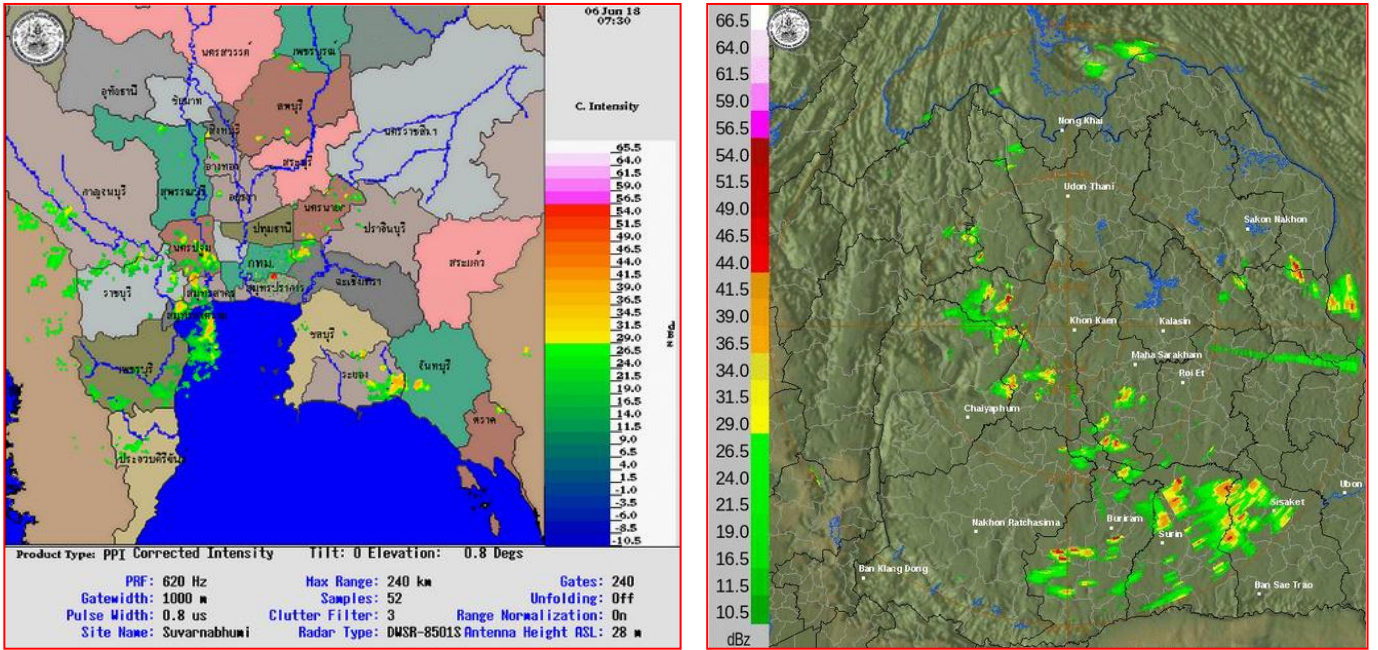 06 Jun 18
07:30
นครสวรรค์
เพชรบูรณ์
อุทัยธานี
ชัยนาท
ลพบุรี
สิงหบุรี
นครราชสีมา
สระบุรี
อ่างทอง
กาญจนบุรี
สุพรรณบุรี
อยุธยา
นครนายก
ปทุมธานี
ปราจีนบุรี
นครปฐม
กทม.
สระแก้ว
ฉะเชิงเทรา
ราชบุรี
สมุทรสาคร
สมุทรปราการ
ชลบุรี
เพชรบุรี
ระยอง
จันทบุรี
ตราด
ประจวบคีรีขันธ์
C. Intensity
65.5
64.0
61.5
59.0
56.5
54.0
51.5
49.0
46.5
44.0
41.5
39.0
36.5
34.5
31.5
29.0
26.5
24.0
21.5
19.0
16.5
14.0
11.5
9.0
6.5
4.0
1.5
-1.0
-3.5
-6.0
-8.5
-10.5
Product Type: PPI Corrected Intensity Tilt: 0 Elevation: 0.8 Degs
PRF: 620 Hz Max Range: 240 km Gates: 240
Gatewidth: 1000 m Samples: 52 Unfolding: Off
Pulse Width: 0.8 us Clutter Filter: 3 Range Normalization: On
Site Name: Suvarnabhumi Radar Type: DWSR-8501S Antenna Height ASL: 28 m
66.5
64.0
61.5
59.0
56.5
54.0
51.5
49.0
46.5
44.0
41.5
39.0
36.5
34.0
31.5
29.0
26.5
24.0
21.5
19.0
16.5
11.5
10.5
dBz
Nong Khai
Udon Thani
Sakon Nakhon
Khon Kaen
Kalasin
Maha Sarakham
Roi Et
Chaiyaphum
Ubon
Sisaket
Nakhon Ratchasima
Buriram
Surin
Ban Klang Dong
Ban Sae Trao